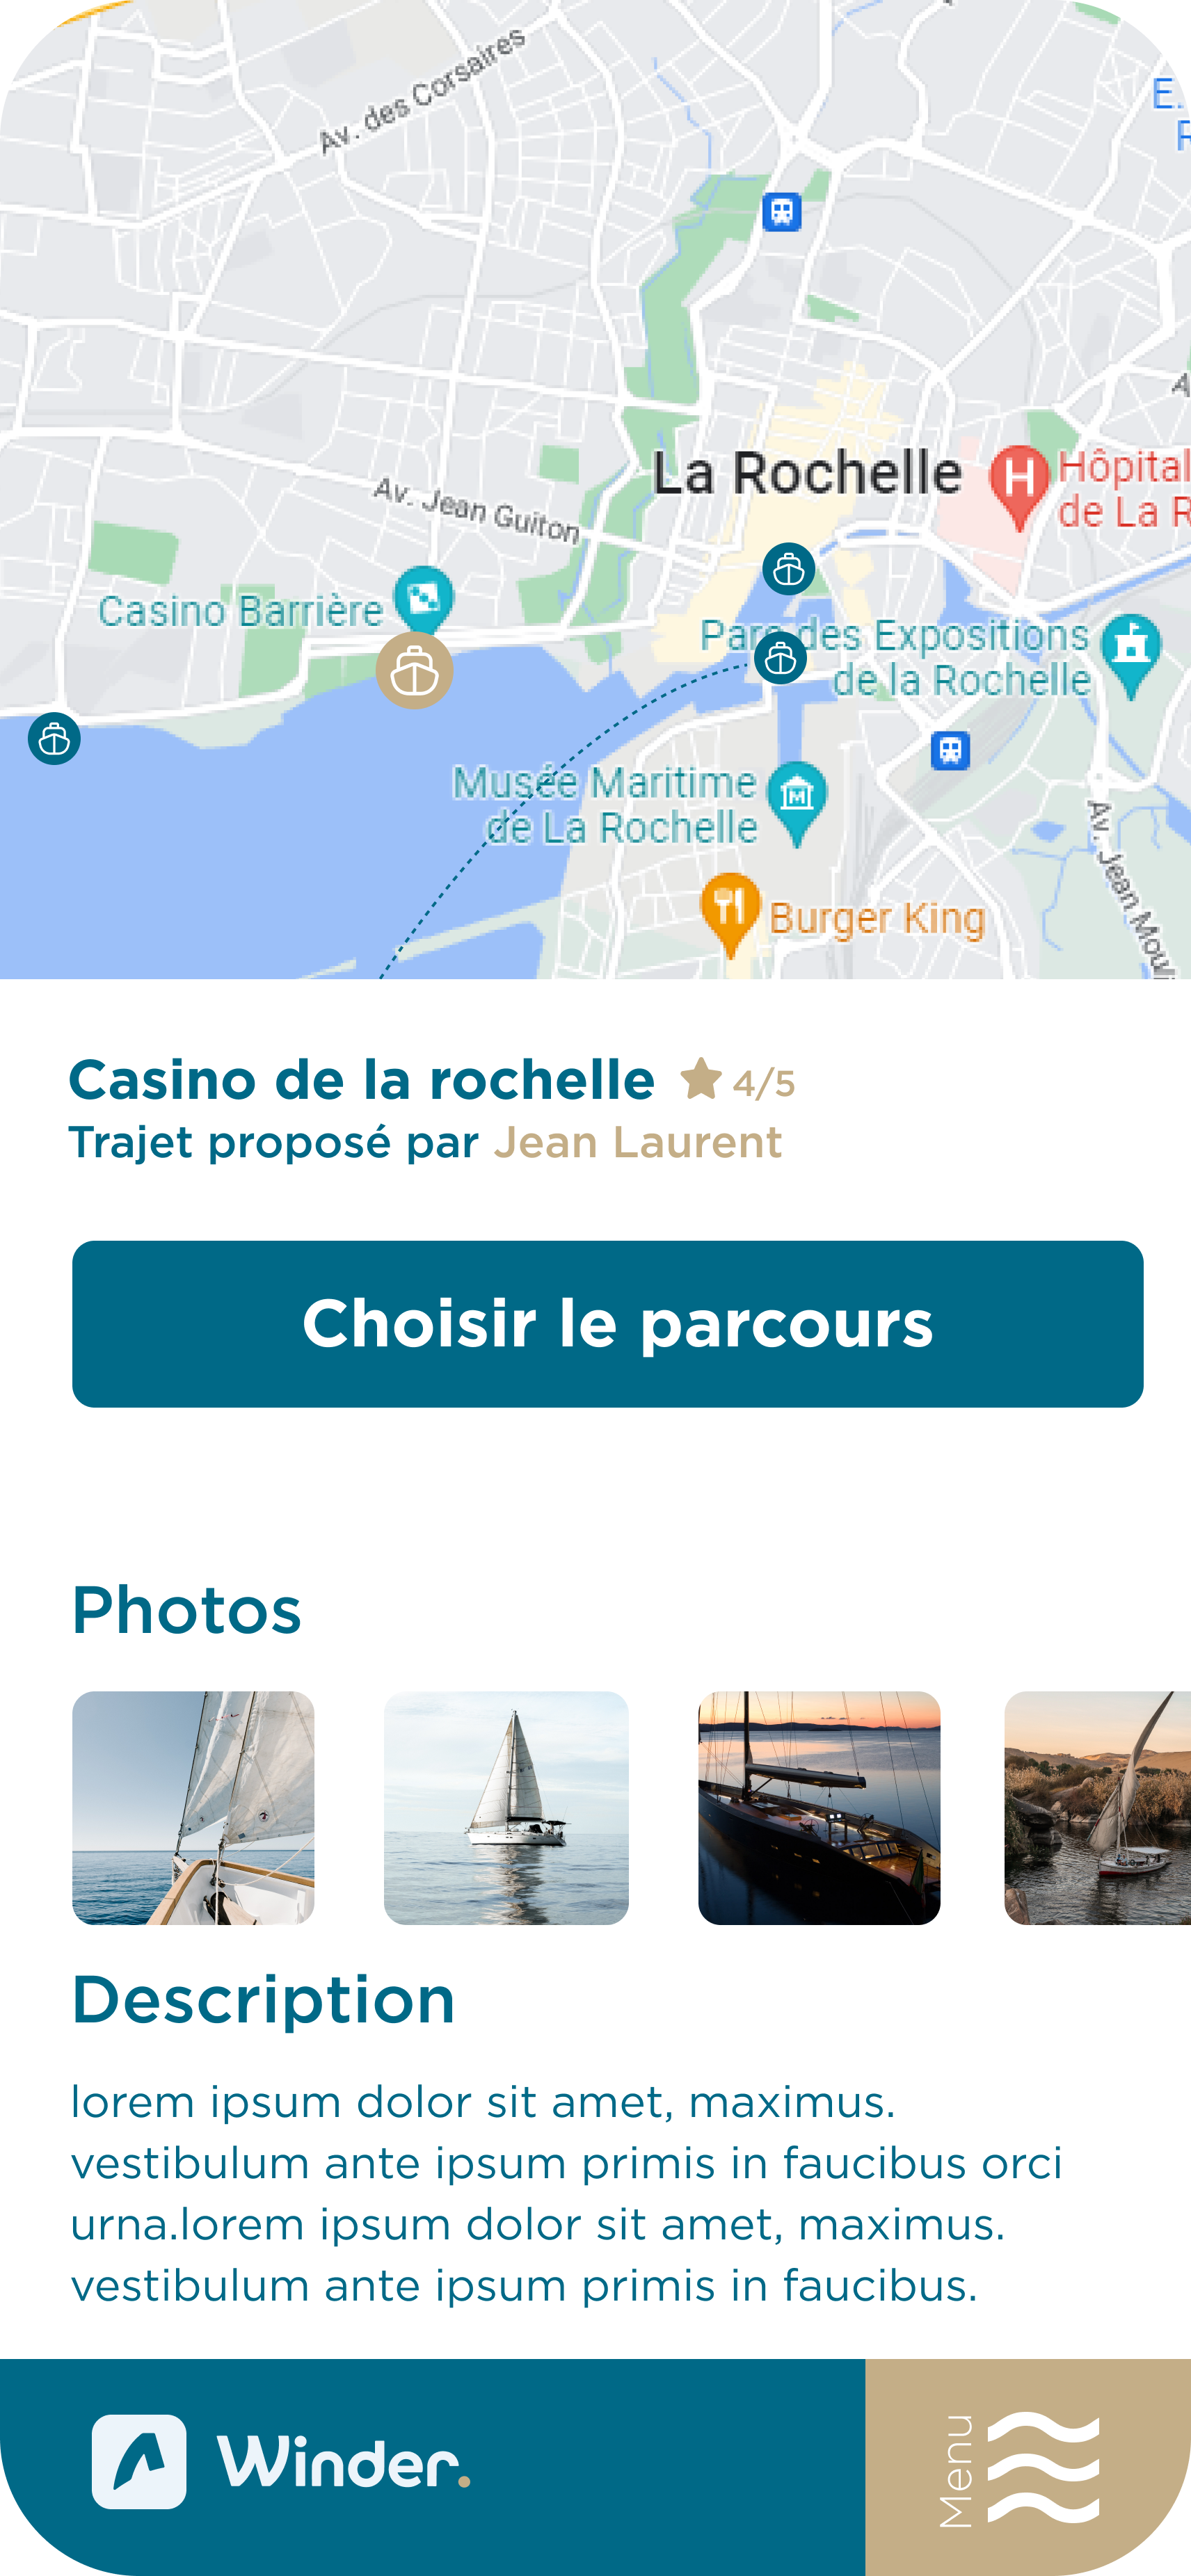 Av. des Corsaires
E.
La Rochelle
Hôpital
de La R
Av. Jean Guiton
Casino Barrière
Parc des Expositions
de la Rochelle
Musée Maritime
de La Rochelle
Av. Jean Mouli
Burger King
Casino de la rochelle 4/5
Trajet proposé par Jean Laurent
Choisir le parcours
Photos
Description
lorem ipsum dolor sit amet, maximus.
vestibulum ante ipsum primis in faucibus orci
urna.lorem ipsum dolor sit amet, maximus.
vestibulum ante ipsum primis in faucibus.
Winder.
Menu